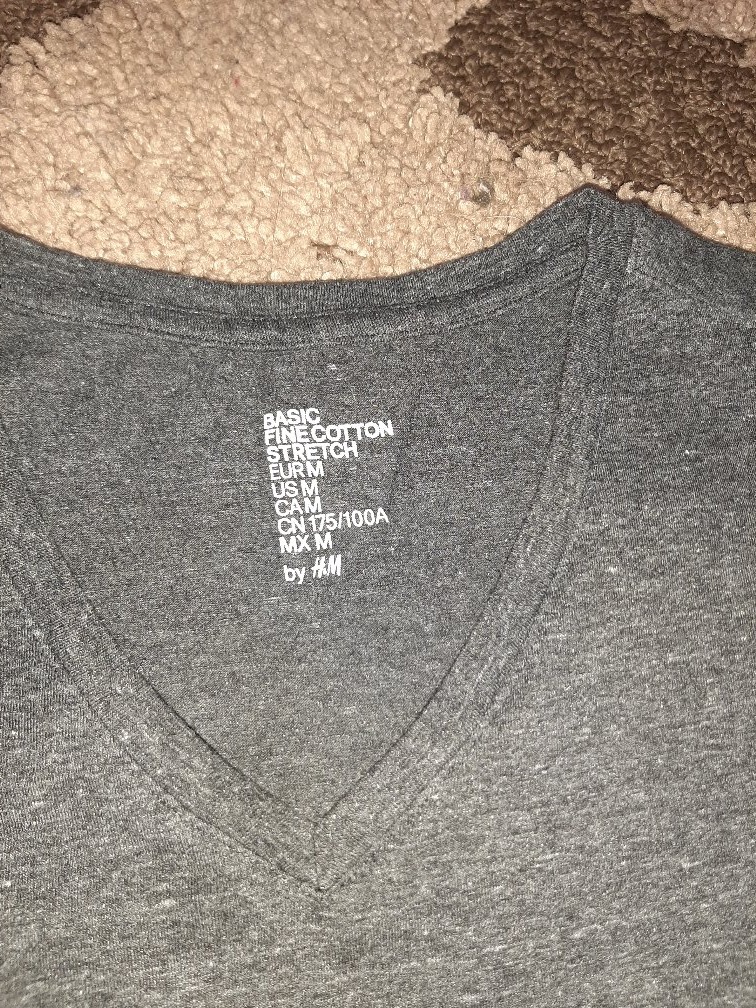 BASIC
FINE COTTON
STRETCH
EUR M
US M
CA M
CN 175/100A
MX M
by H&M